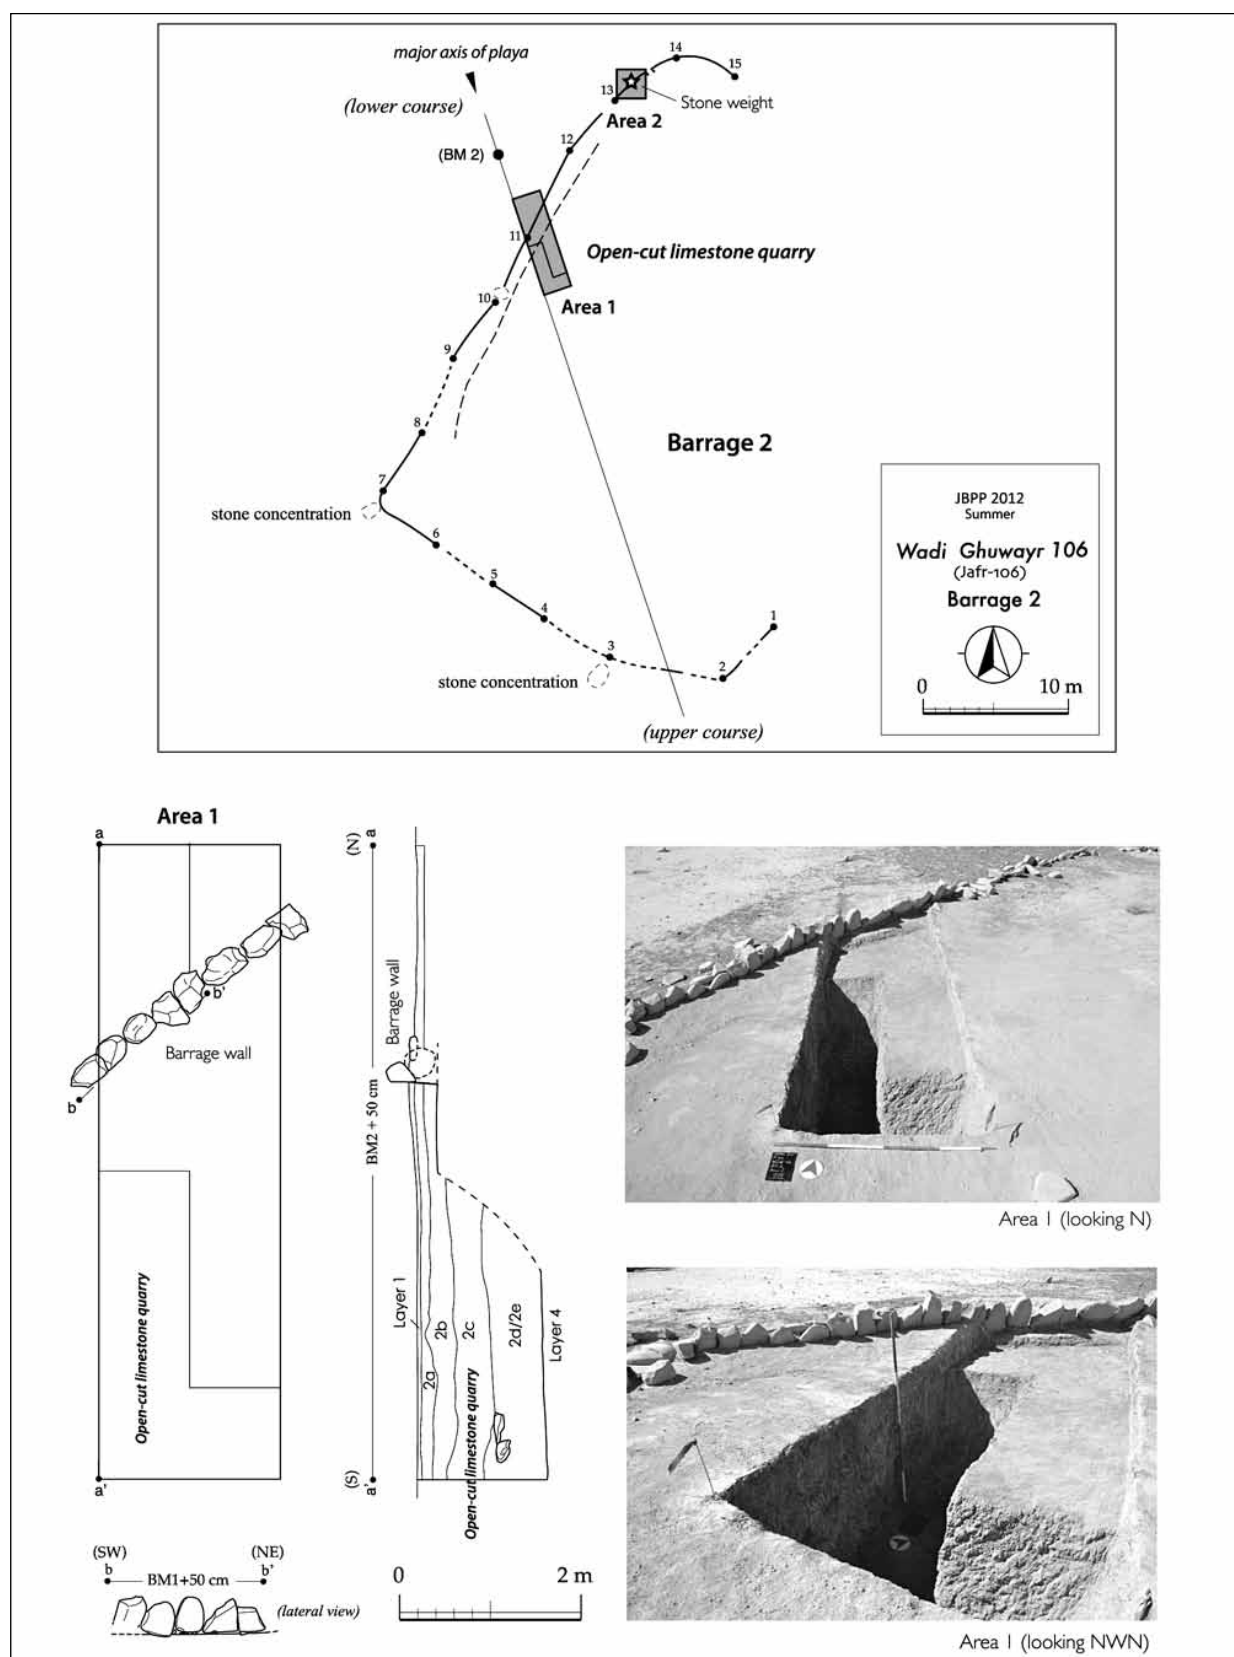 major axis of playa
(lower course)
(BM 2)
14
15
13
Stone weight
Area 2
12
11
Open-cut limestone quarry
10
Area 1
9
8
Barrage 2
7
stone concentration
6
5
4
3
2
1
stone concentration
(upper course)
JBPP 2012
Summer
Wadi Ghuwayr 106
(Jafr-106)
Barrage 2
0
10 m
Area 1
a
b'
Barrage wall
b
Open-cut limestone quarry
a'
(N)
a
Barrage wall
BM2 + 50 cm
Layer 1
2a
2b
2c
2d/2e
Layer 4
Open-cut limestone quarry
(S)
a'
(SW)
b
(NE)
b'
BM1+50 cm
(lateral view)
0
2 m
Area 1 (looking N)
Area 1 (looking NWN)